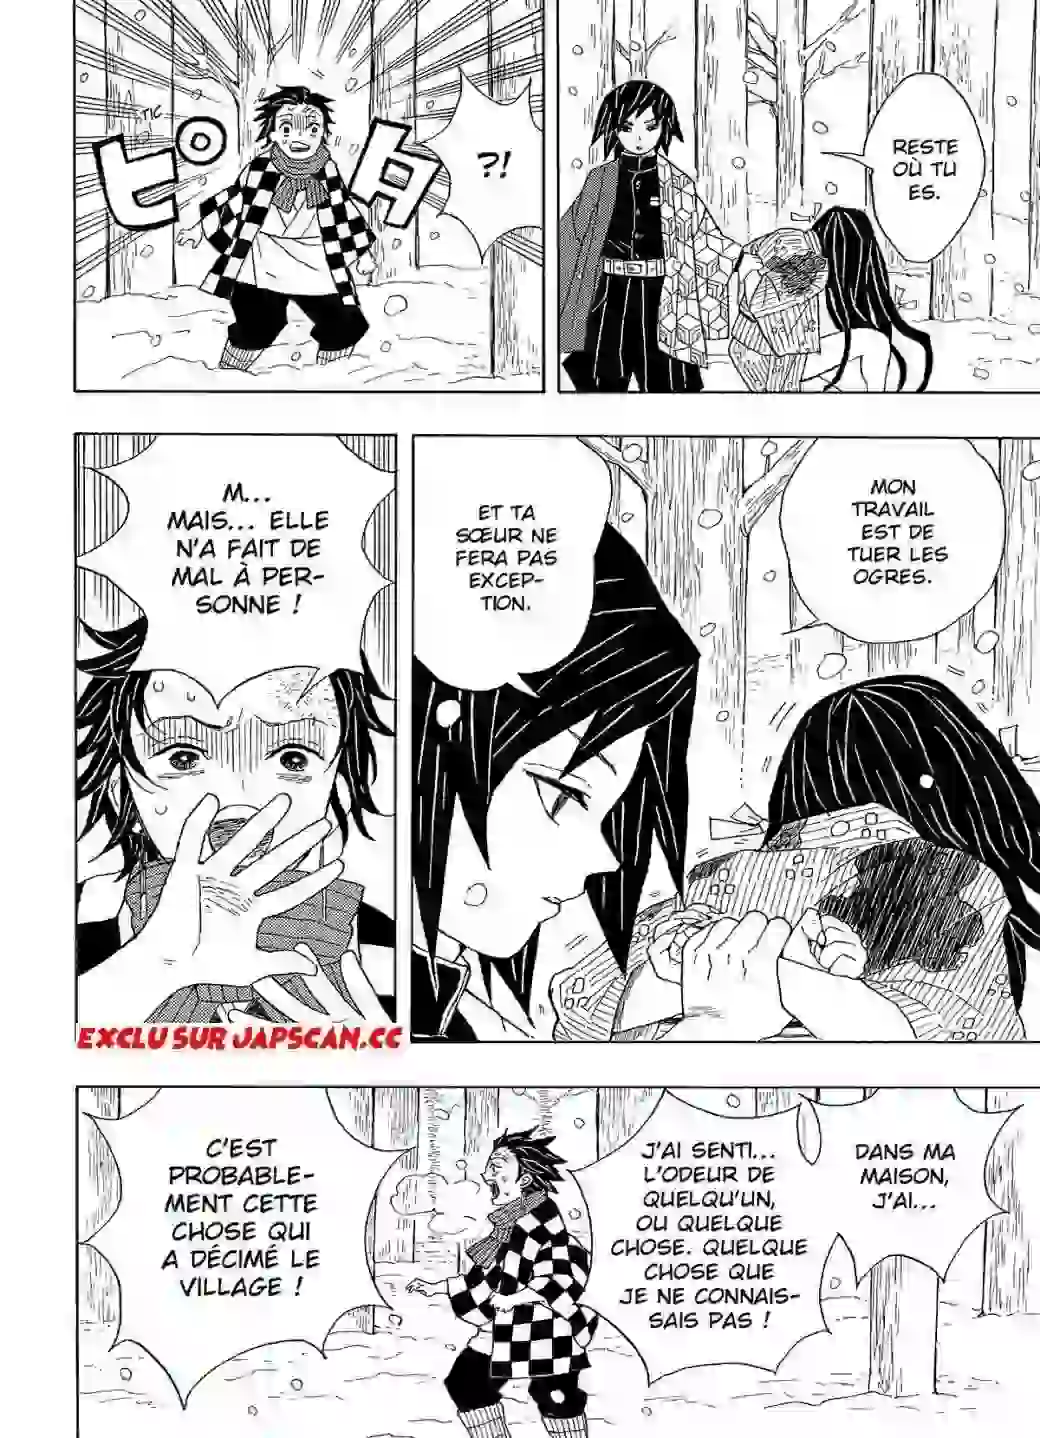 RESTE
OÙ TU
ES.
?!
TIC
ピタ
MON
TRAVAIL
EST DE
TUER LES
OGRES.
ET TA
SŒUR NE
FERA PAS
EXCEP-
TION.
M...
MAIS... ELLE
N'A FAIT DE
MAL À PER-
SONNE !
EXCLU SUR JAPSCAN.CC
DANS MA
MAISON,
J'AI...
J'AI SENTI...
L'ODEUR DE
QUELQU'UN,
OU QUELQUE
CHOSE. QUELQUE
CHOSE QUE
JE NE CONNAIS-
SAIS PAS !
C'EST
PROBABLE-
MENT CETTE
CHOSE QUI
A DÉCIMÉ LE
VILLAGE !